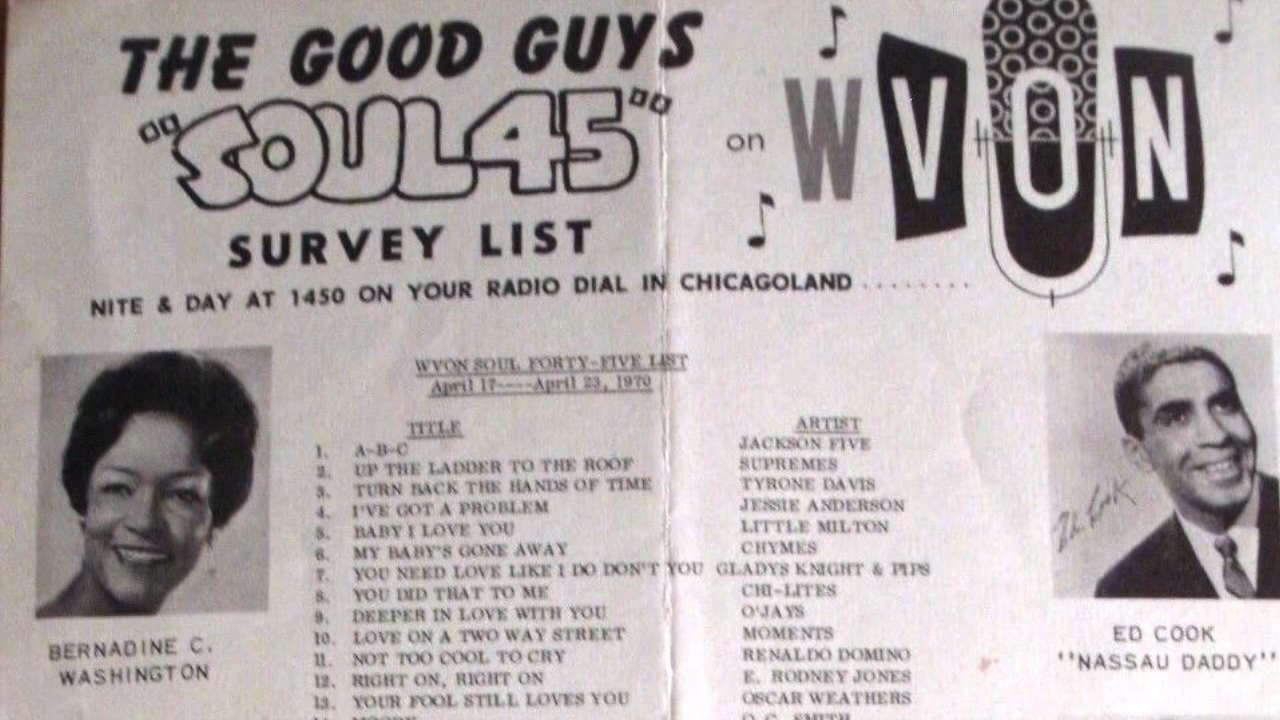 THE GOOD GUYS
"SOUL 45"
on WVON
SURVEY LIST
NITE & DAY AT 1450 ON YOUR RADIO DIAL IN CHICAGOLAND ........
WVON SOUL FORTY-FIVE LIST
April 17----April 23, 1970
TITLE ARTIST
1. A-B-C JACKSON FIVE
2. UP THE LADDER TO THE ROOF SUPREMES
3. TURN BACK THE HANDS OF TIME TYRONE DAVIS
4. I'VE GOT A PROBLEM JESSIE ANDERSON
5. BABY I LOVE YOU LITTLE MILTON
6. MY BABY'S GONE AWAY CHYMES
7. YOU NEED LOVE LIKE I DO DON'T YOU GLADYS KNIGHT & PIPS
8. YOU DID THAT TO ME CHI-LITES
9. DEEPER IN LOVE WITH YOU O'JAYS
10. LOVE ON A TWO WAY STREET MOMENTS
11. NOT TOO COOL TO CRY RENALDO DOMINO
12. RIGHT ON, RIGHT ON E. RODNEY JONES
13. YOUR FOOL STILL LOVES YOU OSCAR WEATHERS
O.C. SMITH
BERNADINE C.
WASHINGTON
Ed Cook
ED COOK
"NASSAU DADDY"